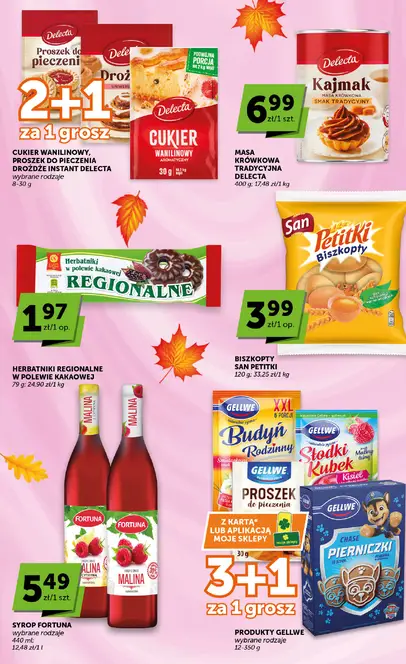 Delecta
Proszek do
pieczenia
Delecta
2+1
za 1 grosz
Delecta
CUKIER
WANILINOWY
AROMATYZOWANY
30 g
CUKIER WANILINOWY,
PROSZEK DO PIECZENIA
DROŻDŻE INSTANT DELECTA
wybrane rodzaje
8-30 g
Delecta
Kajmak
MASA KRÓWKOWA
SMAK TRADYCYJNY
6 99
zł/1 szt.
MASA
KRÓWKOWA
TRADYCYJNA
DELECTA
400 g; 17,48 zł/1 kg
Herbatniki
w polewie kakaowej
REGIONALNE
1 97
zł/1 op.
HERBATNIKI REGIONALNE
W POLEWIE KAKAOWEJ
79 g; 24,90 zł/1 kg
San
Petitki
Biszkopty
3 99
zł/1 op.
BISZKOPTY
SAN PETITKI
120 g; 33,25 zł/1 kg
MALINA
MALINA
FORTUNA
FORTUNA
MALINA
MALINA
5 49
zł/1 szt.
SYROP FORTUNA
wybrane rodzaje
440 ml;
12,48 zł/1 l
GELLWE
XXL
Budyń
Rodzinny
GELLWE
Słodki
Kubek
Kisiel
GELLWE
PROSZEK
do pieczenia
30 g
Z KARTĄ*
LUB APLIKACJĄ
MOJE SKLEPY
GELLWE
CHASE
PIERNICZKI
3+1
za 1 grosz
PRODUKTY GELLWE
wybrane rodzaje
12-350 g